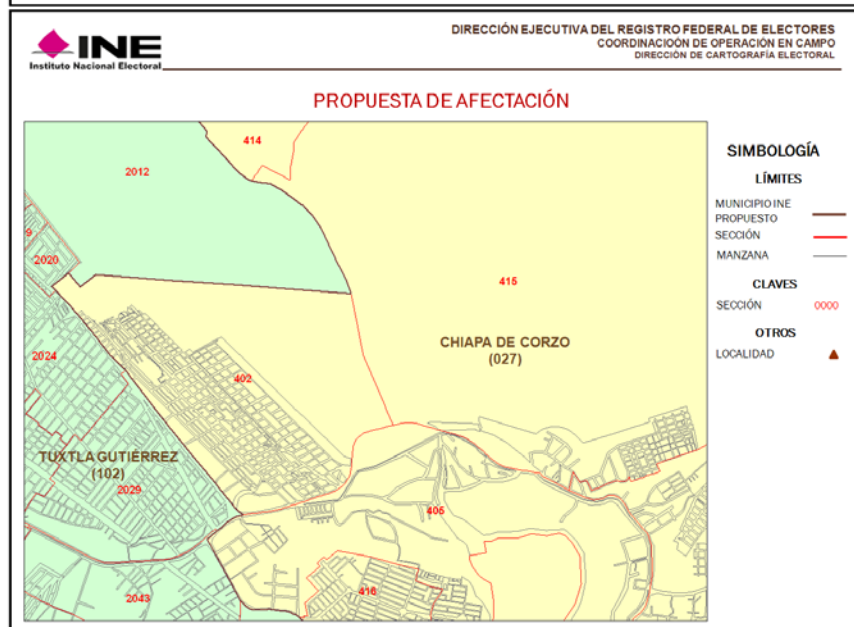 INE
Instituto Nacional Electoral
DIRECCIÓN EJECUTIVA DEL REGISTRO FEDERAL DE ELECTORES
COORDINACIOÓN DE OPERACIÓN EN CAMPO
DIRECCIÓN DE CARTOGRAFÍA ELECTORAL
PROPUESTA DE AFECTACIÓN
414
2012
9
2020
415
CHIAPA DE CORZO
(027)
2024
402
TUXTLA GUTIÉRREZ
(102)
2029
405
2043
416
SIMBOLOGÍA
LÍMITES
MUNICIPIO INE
PROPUESTO
SECCIÓN
MANZANA
CLAVES
SECCIÓN 0000
OTROS
LOCALIDAD